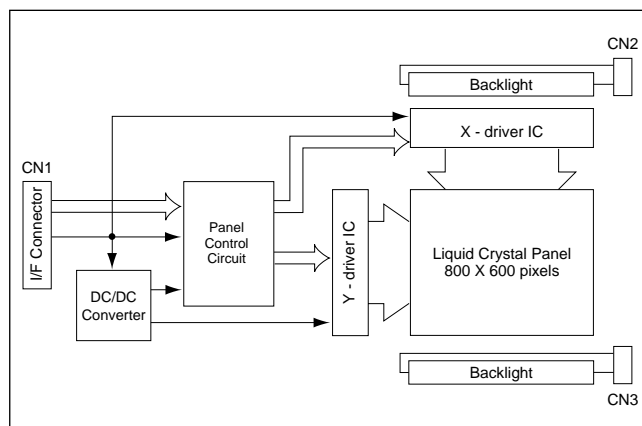 CN2
Backlight
X - driver IC
CN1
I/F Connector
Panel
Control
Circuit
Y - driver IC
Liquid Crystal Panel
800 X 600 pixels
DC/DC
Converter
Backlight
CN3